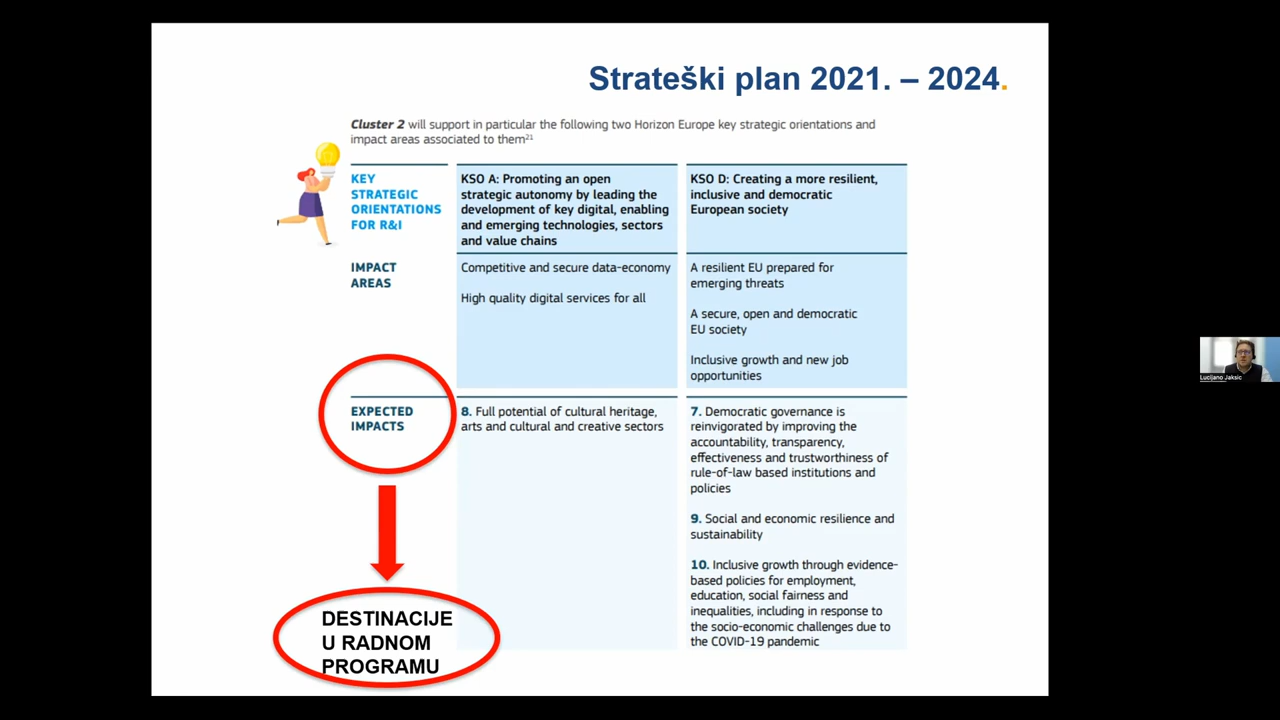 Strateški plan 2021. – 2024.
Cluster 2 will support in particular the following two Horizon Europe key strategic orientations and
impact areas associated to them21
KEY
STRATEGIC
ORIENTATIONS
FOR R&I
KSO A: Promoting an open
strategic autonomy by leading the
development of key digital, enabling
and emerging technologies, sectors
and value chains
KSO D: Creating a more resilient,
inclusive and democratic
European society
IMPACT
AREAS
Competitive and secure data-economy
High quality digital services for all
A resilient EU prepared for
emerging threats
A secure, open and democratic
EU society
Inclusive growth and new job
opportunities
EXPECTED
IMPACTS
8. Full potential of cultural heritage,
arts and cultural and creative sectors
7. Democratic governance is
reinvigorated by improving the
accountability, transparency,
effectiveness and trustworthiness of
rule-of-law based institutions and
policies
9. Social and economic resilience and
sustainability
10. Inclusive growth through evidence-
based policies for employment,
education, social fairness and
inequalities, including in response to
the socio-economic challenges due to
the COVID-19 pandemic
DESTINACIJE
U RADNOM
PROGRAMU
Lucijano Jaksic